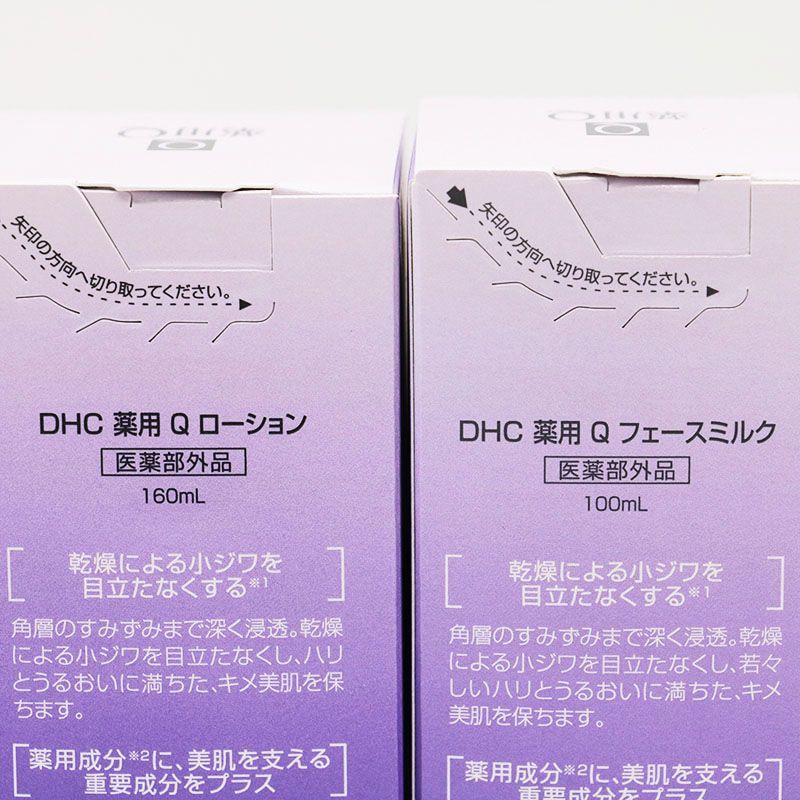 矢印の方向へ切り取ってください。
DHC 薬用 Q ローション
医薬部外品
160mL
乾燥による小ジワを
目立たなくする※1
角層のすみずみまで深く浸透。乾燥
による小ジワを目立たなくし、ハリ
とうるおいに満ちた、キメ美肌を保
ちます。
薬用成分※2に、美肌を支える
重要成分をプラス
矢印の方向へ切り取ってください。
DHC 薬用 Q フェースミルク
医薬部外品
100mL
乾燥による小ジワを
目立たなくする※1
角層のすみずみまで深く浸透。乾燥
による小ジワを目立たなくし、若々
しいハリとうるおいに満ちた、キメ
美肌を保ちます。
薬用成分※2に、美肌を支える
重要成分をプラス